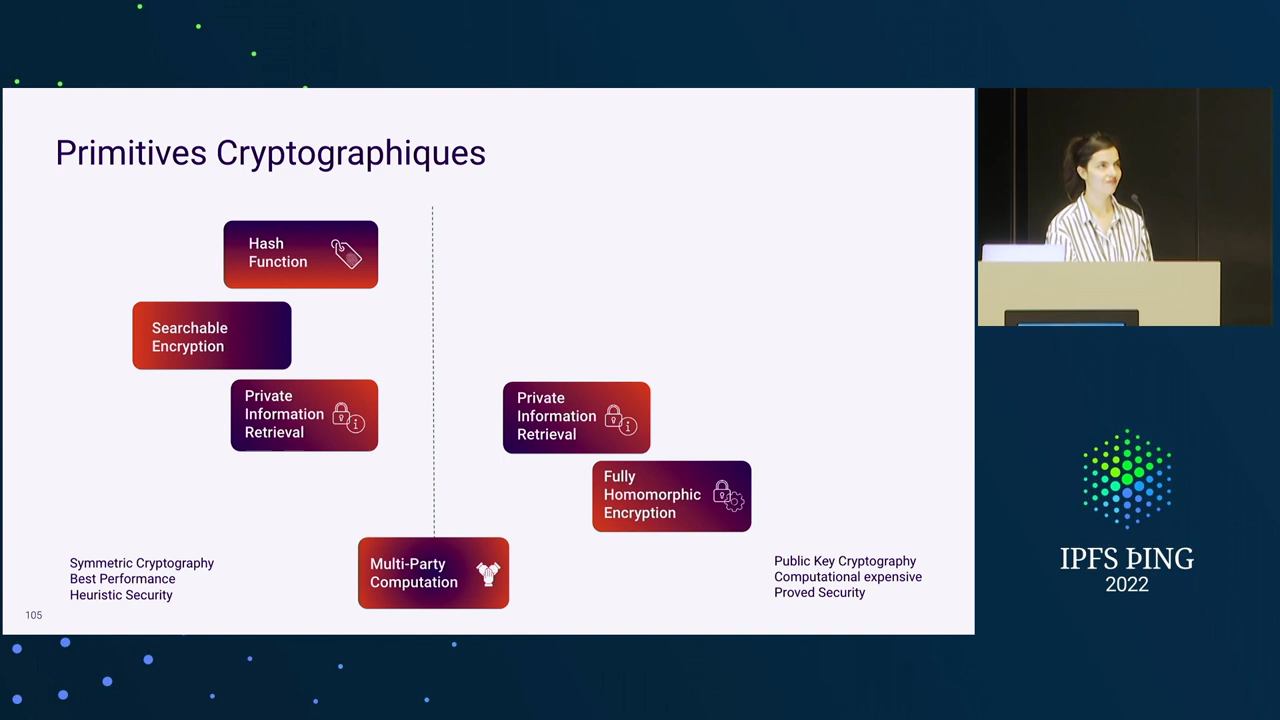 Primitives Cryptographiques
Hash
Function
Searchable
Encryption
Private
Information
Retrieval
Private
Information
Retrieval
Fully
Homomorphic
Encryption
Multi-Party
Computation
Symmetric Cryptography
Best Performance
Heuristic Security
Public Key Cryptography
Computational expensive
Proved Security
105
IPFS ÞING
2022